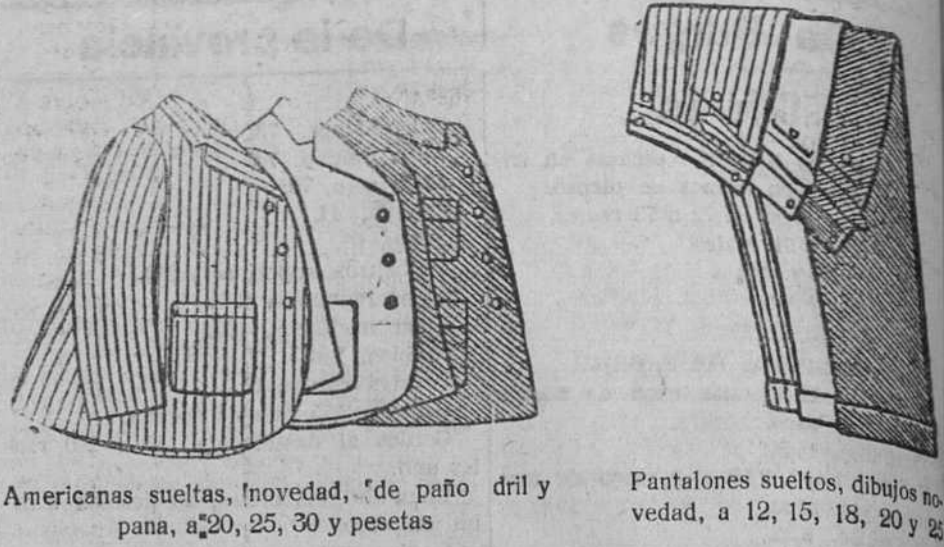 Americanas sueltas, novedad, de paño dril y
pana, a 20, 25, 30 y pesetas
Pantalones sueltos, dibujos no-
vedad, a 12, 15, 18, 20 y 25